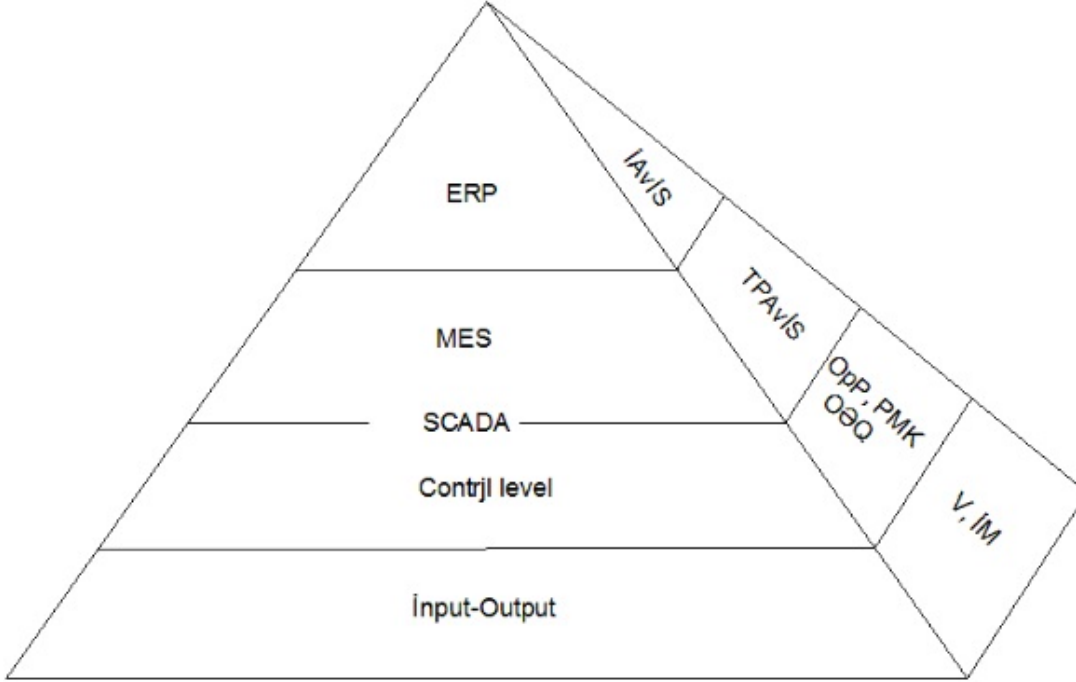 ERP
İAvİS
MES
TPAvİS
SCADA
OpP, PMK
OƏQ
Contrjl level
V, İM
İnput-Output